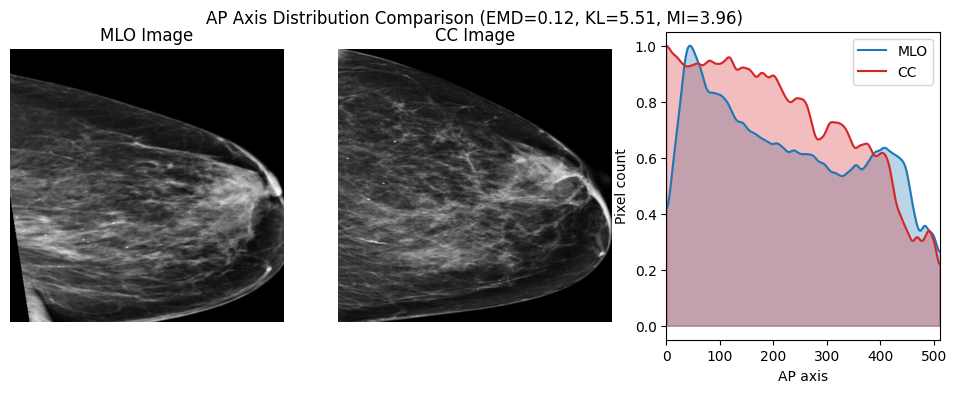 AP Axis Distribution Comparison (EMD=0.12, KL=5.51, MI=3.96)
MLO Image
CC Image
MLO
CC
Pixel count
1.0
0.8
0.6
0.4
0.2
0.0
0 100 200 300 400 500
AP axis